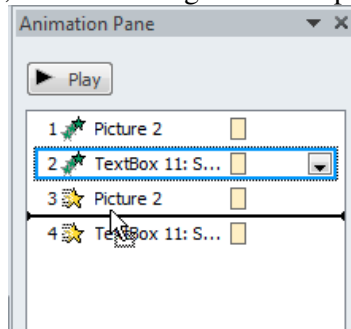 Animation Pane
Play
1 Picture 2
2 TextBox 11: S...
3 Picture 2
4 TextBox 11: S...